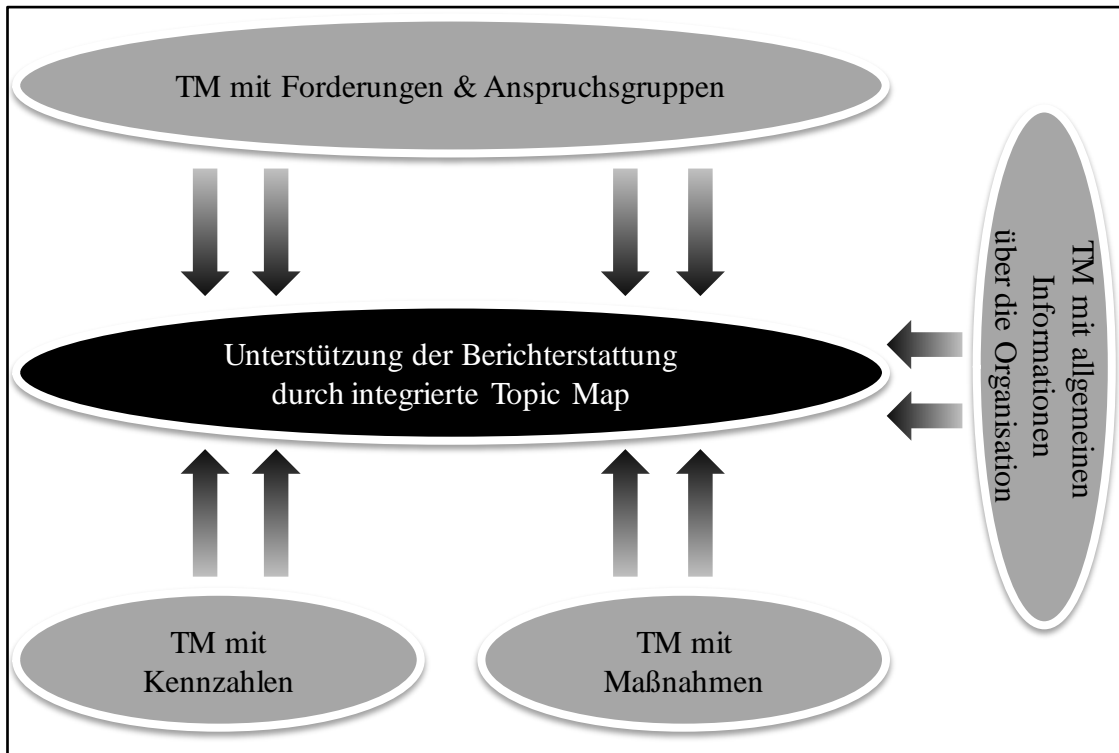 TM mit Forderungen & Anspruchsgruppen
Unterstützung der Berichterstattung
durch integrierte Topic Map
TM mit allgemeinen
Informationen
über die Organisation
TM mit
Kennzahlen
TM mit
Maßnahmen